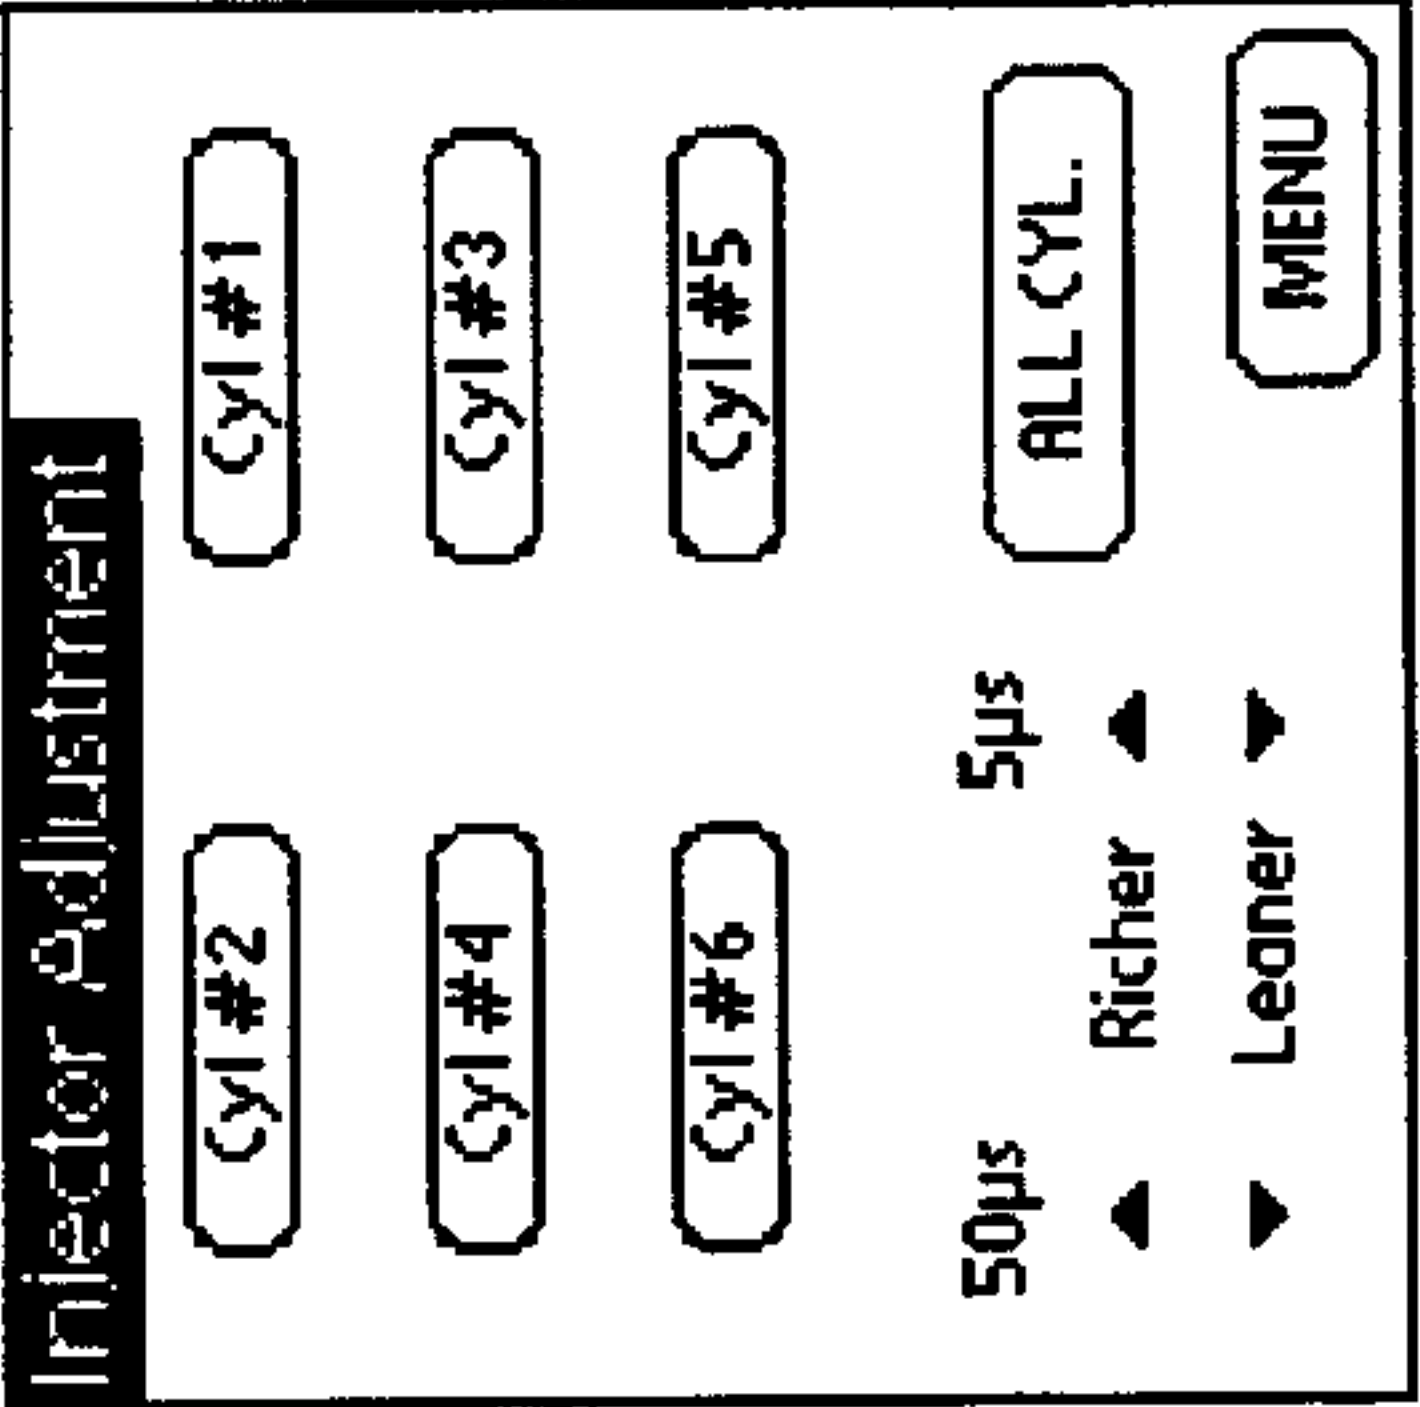 Injector Adjustment
Cyl #2 Cyl #1
Cyl #4 Cyl #3
Cyl #6 Cyl #5
50µs 5µs
Richer ALL CYL.
Leaner MENU